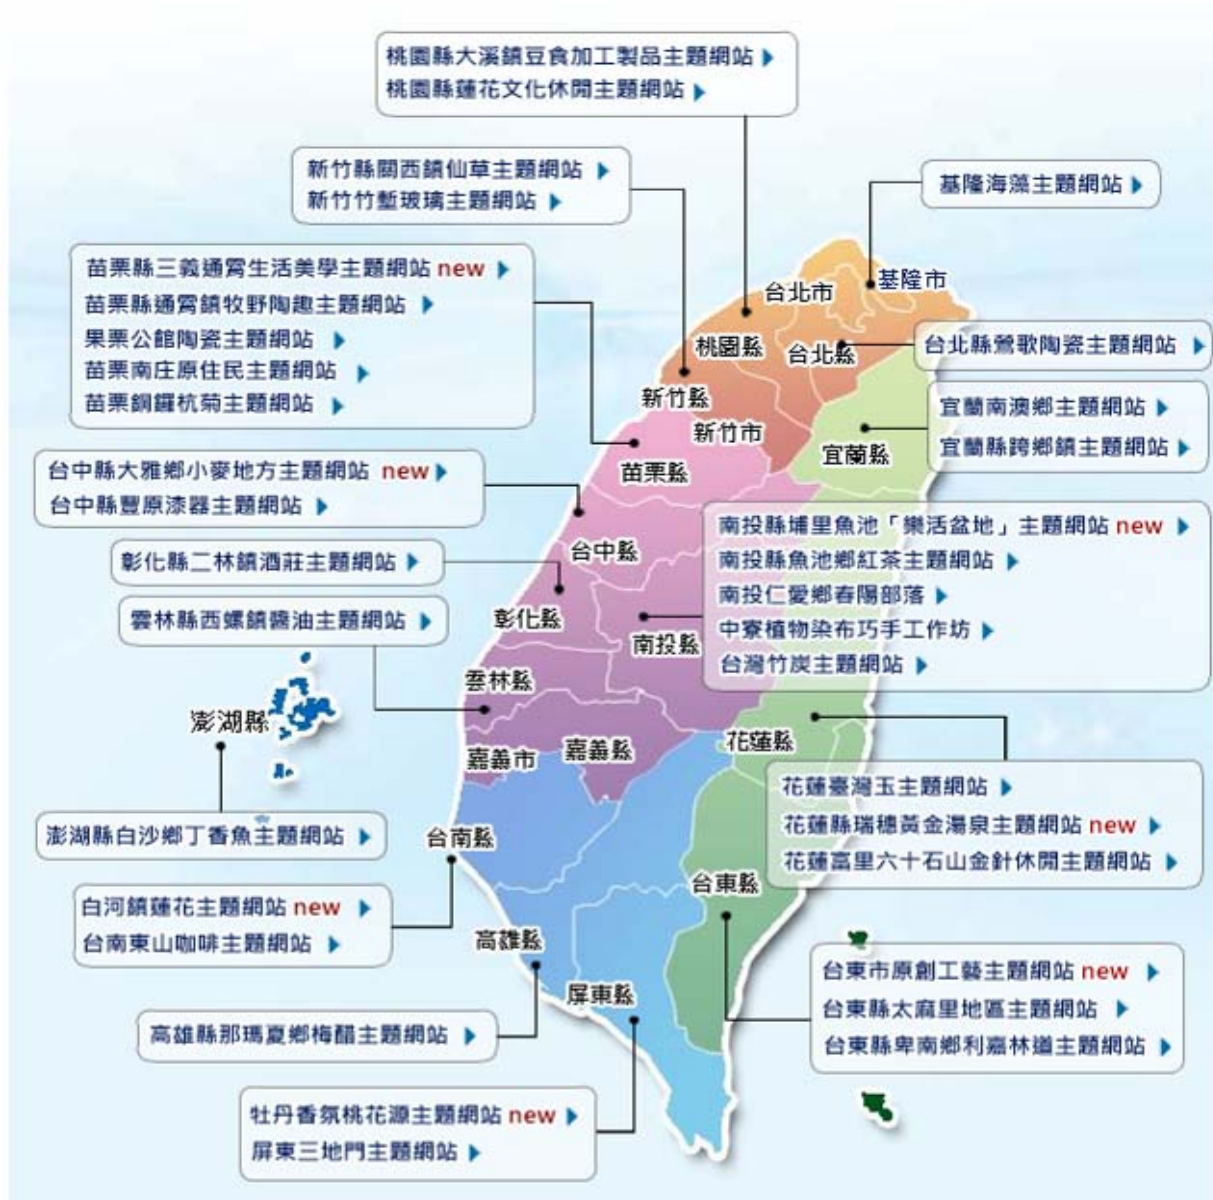 桃園縣大溪鎮豆食加工製品主題網站
桃園縣蓮花文化休閒主題網站
新竹縣關西鎮仙草主題網站
新竹竹塹玻璃主題網站
基隆海藻主題網站
苗栗縣三義通霄生活美學主題網站 new
苗栗縣通霄鎮牧野陶趣主題網站
果栗公館陶瓷主題網站
苗栗南庄原住民主題網站
苗栗銅鑼杭菊主題網站
基隆市
台北市
桃園縣
台北縣
台北縣鶯歌陶瓷主題網站
新竹縣
新竹市
宜蘭南澳鄉主題網站
宜蘭縣跨鄉鎮主題網站
宜蘭縣
苗栗縣
台中縣大雅鄉小麥地方主題網站 new
台中縣豐原漆器主題網站
台中縣
南投縣埔里魚池「樂活盆地」主題網站 new
南投縣魚池鄉紅茶主題網站
南投仁愛鄉春陽部落
中寮植物染布巧手工作坊
台灣竹炭主題網站
彰化縣二林鎮酒莊主題網站
彰化縣
南投縣
雲林縣西螺鎮醬油主題網站
雲林縣
澎湖縣
嘉義市
嘉義縣
花蓮縣
花蓮臺灣玉主題網站
花蓮縣瑞穗黃金湯泉主題網站 new
花蓮富里六十石山金針休閒主題網站
澎湖縣白沙鄉丁香魚主題網站
台南縣
台東縣
白河鎮蓮花主題網站 new
台南東山咖啡主題網站
高雄縣
屏東縣
台東市原創工藝主題網站 new
台東縣太麻里地區主題網站
台東縣卑南鄉利嘉林道主題網站
高雄縣那瑪夏鄉梅醋主題網站
牡丹香氛桃花源主題網站 new
屏東三地門主題網站